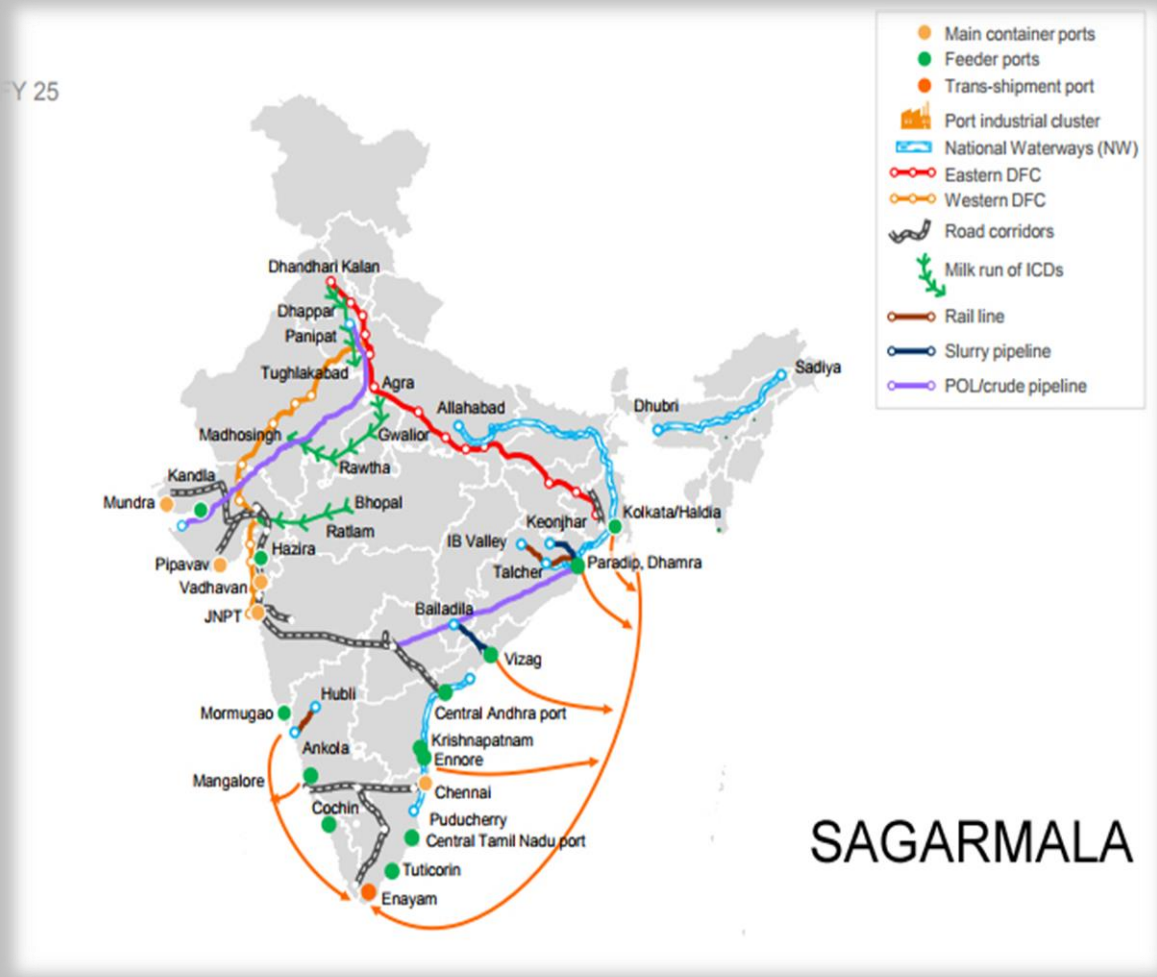 FY 25
Main container ports
Feeder ports
Trans-shipment port
Port industrial cluster
National Waterways (NW)
Eastern DFC
Western DFC
Road corridors
Milk run of ICDs
Rail line
Slurry pipeline
POL/crude pipeline
Dhandhari Kalan
Dhappar
Panipat
Tughlakabad
Agra
Sadiya
Allahabad
Dhubri
Madhosingh
Gwalior
Rawtha
Kandla
Mundra
Bhopal
Ratlam
Kolkata/Haldia
Keonjhar
IB Valley
Hazira
Pipavav
Talcher
Paradip, Dhamra
Vadhavan
JNPT
Bailadila
Vizag
Hubli
Mormugao
Central Andhra port
Ankola
Krishnapatnam
Ennore
Mangalore
Chennai
Cochin
Puducherry
Central Tamil Nadu port
SAGARMALA
Tuticorin
Enayam